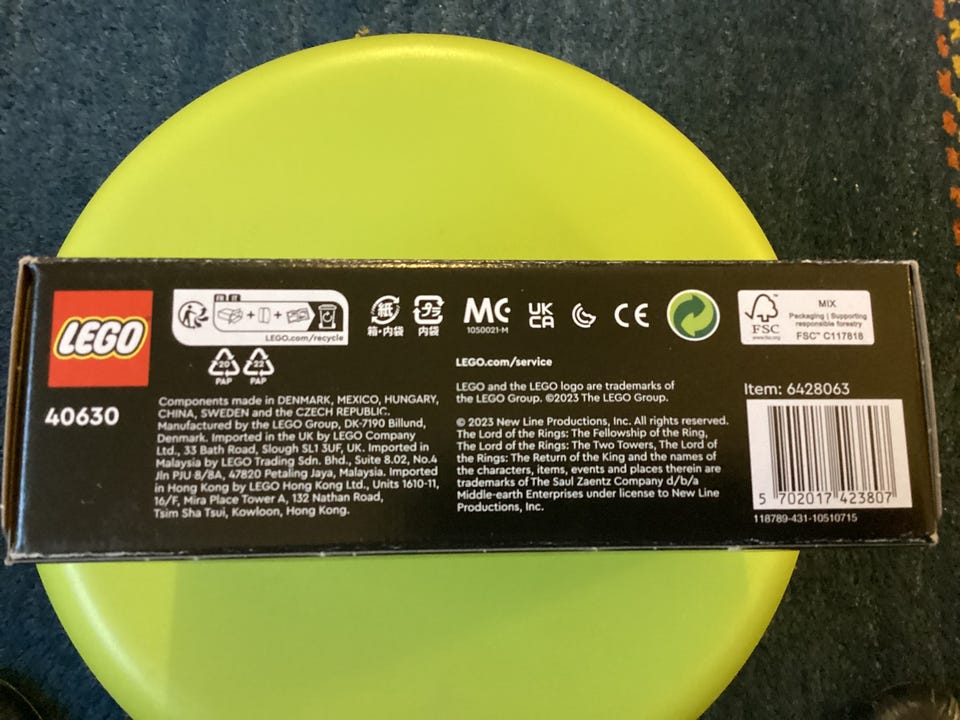 LEGO
40630
FR IT
LEGO.com/recycle
20
PAP
22
PAP
Components made in DENMARK, MEXICO, HUNGARY,
CHINA, SWEDEN and the CZECH REPUBLIC.
Manufactured by the LEGO Group, DK-7190 Billund,
Denmark. Imported in the UK by LEGO Company
Ltd., 33 Bath Road, Slough SL1 3UF, UK. Imported in
Malaysia by LEGO Trading Sdn. Bhd., Suite 8.02, No.4
Jln PJU 8/8A, 47820 Petaling Jaya, Malaysia. Imported
in Hong Kong by LEGO Hong Kong Ltd., Units 1610-11,
16/F, Mira Place Tower A, 132 Nathan Road,
Tsim Sha Tsui, Kowloon, Hong Kong.
紙
箱・内袋
プラ
内袋
MC
1050021-M
UK
CA
CE
LEGO.com/service
LEGO and the LEGO logo are trademarks of
the LEGO Group. ©2023 The LEGO Group.
© 2023 New Line Productions, Inc. All rights reserved.
The Lord of the Rings: The Fellowship of the Ring,
The Lord of the Rings: The Two Towers, The Lord of
the Rings: The Return of the King and the names of
the characters, items, events and places therein are
trademarks of The Saul Zaentz Company d/b/a
Middle-earth Enterprises under license to New Line
Productions, Inc.
FSC
www.fsc.org
MIX
Packaging | Supporting
responsible forestry
FSC™ C117818
Item: 6428063
5 702017 423807
118789-431-10510715